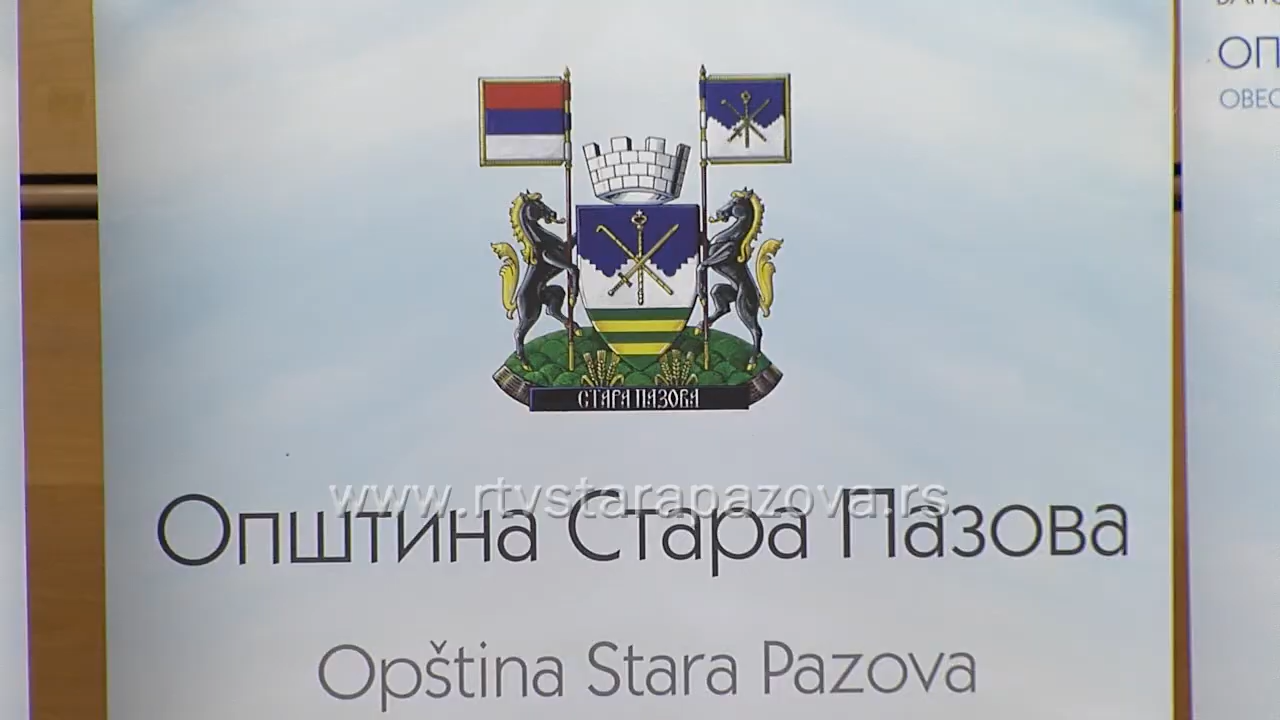 СТАРА ПАЗОВА
www.rtvstarapazova.rs
Општина Стара Пазова
Opština Stara Pazova